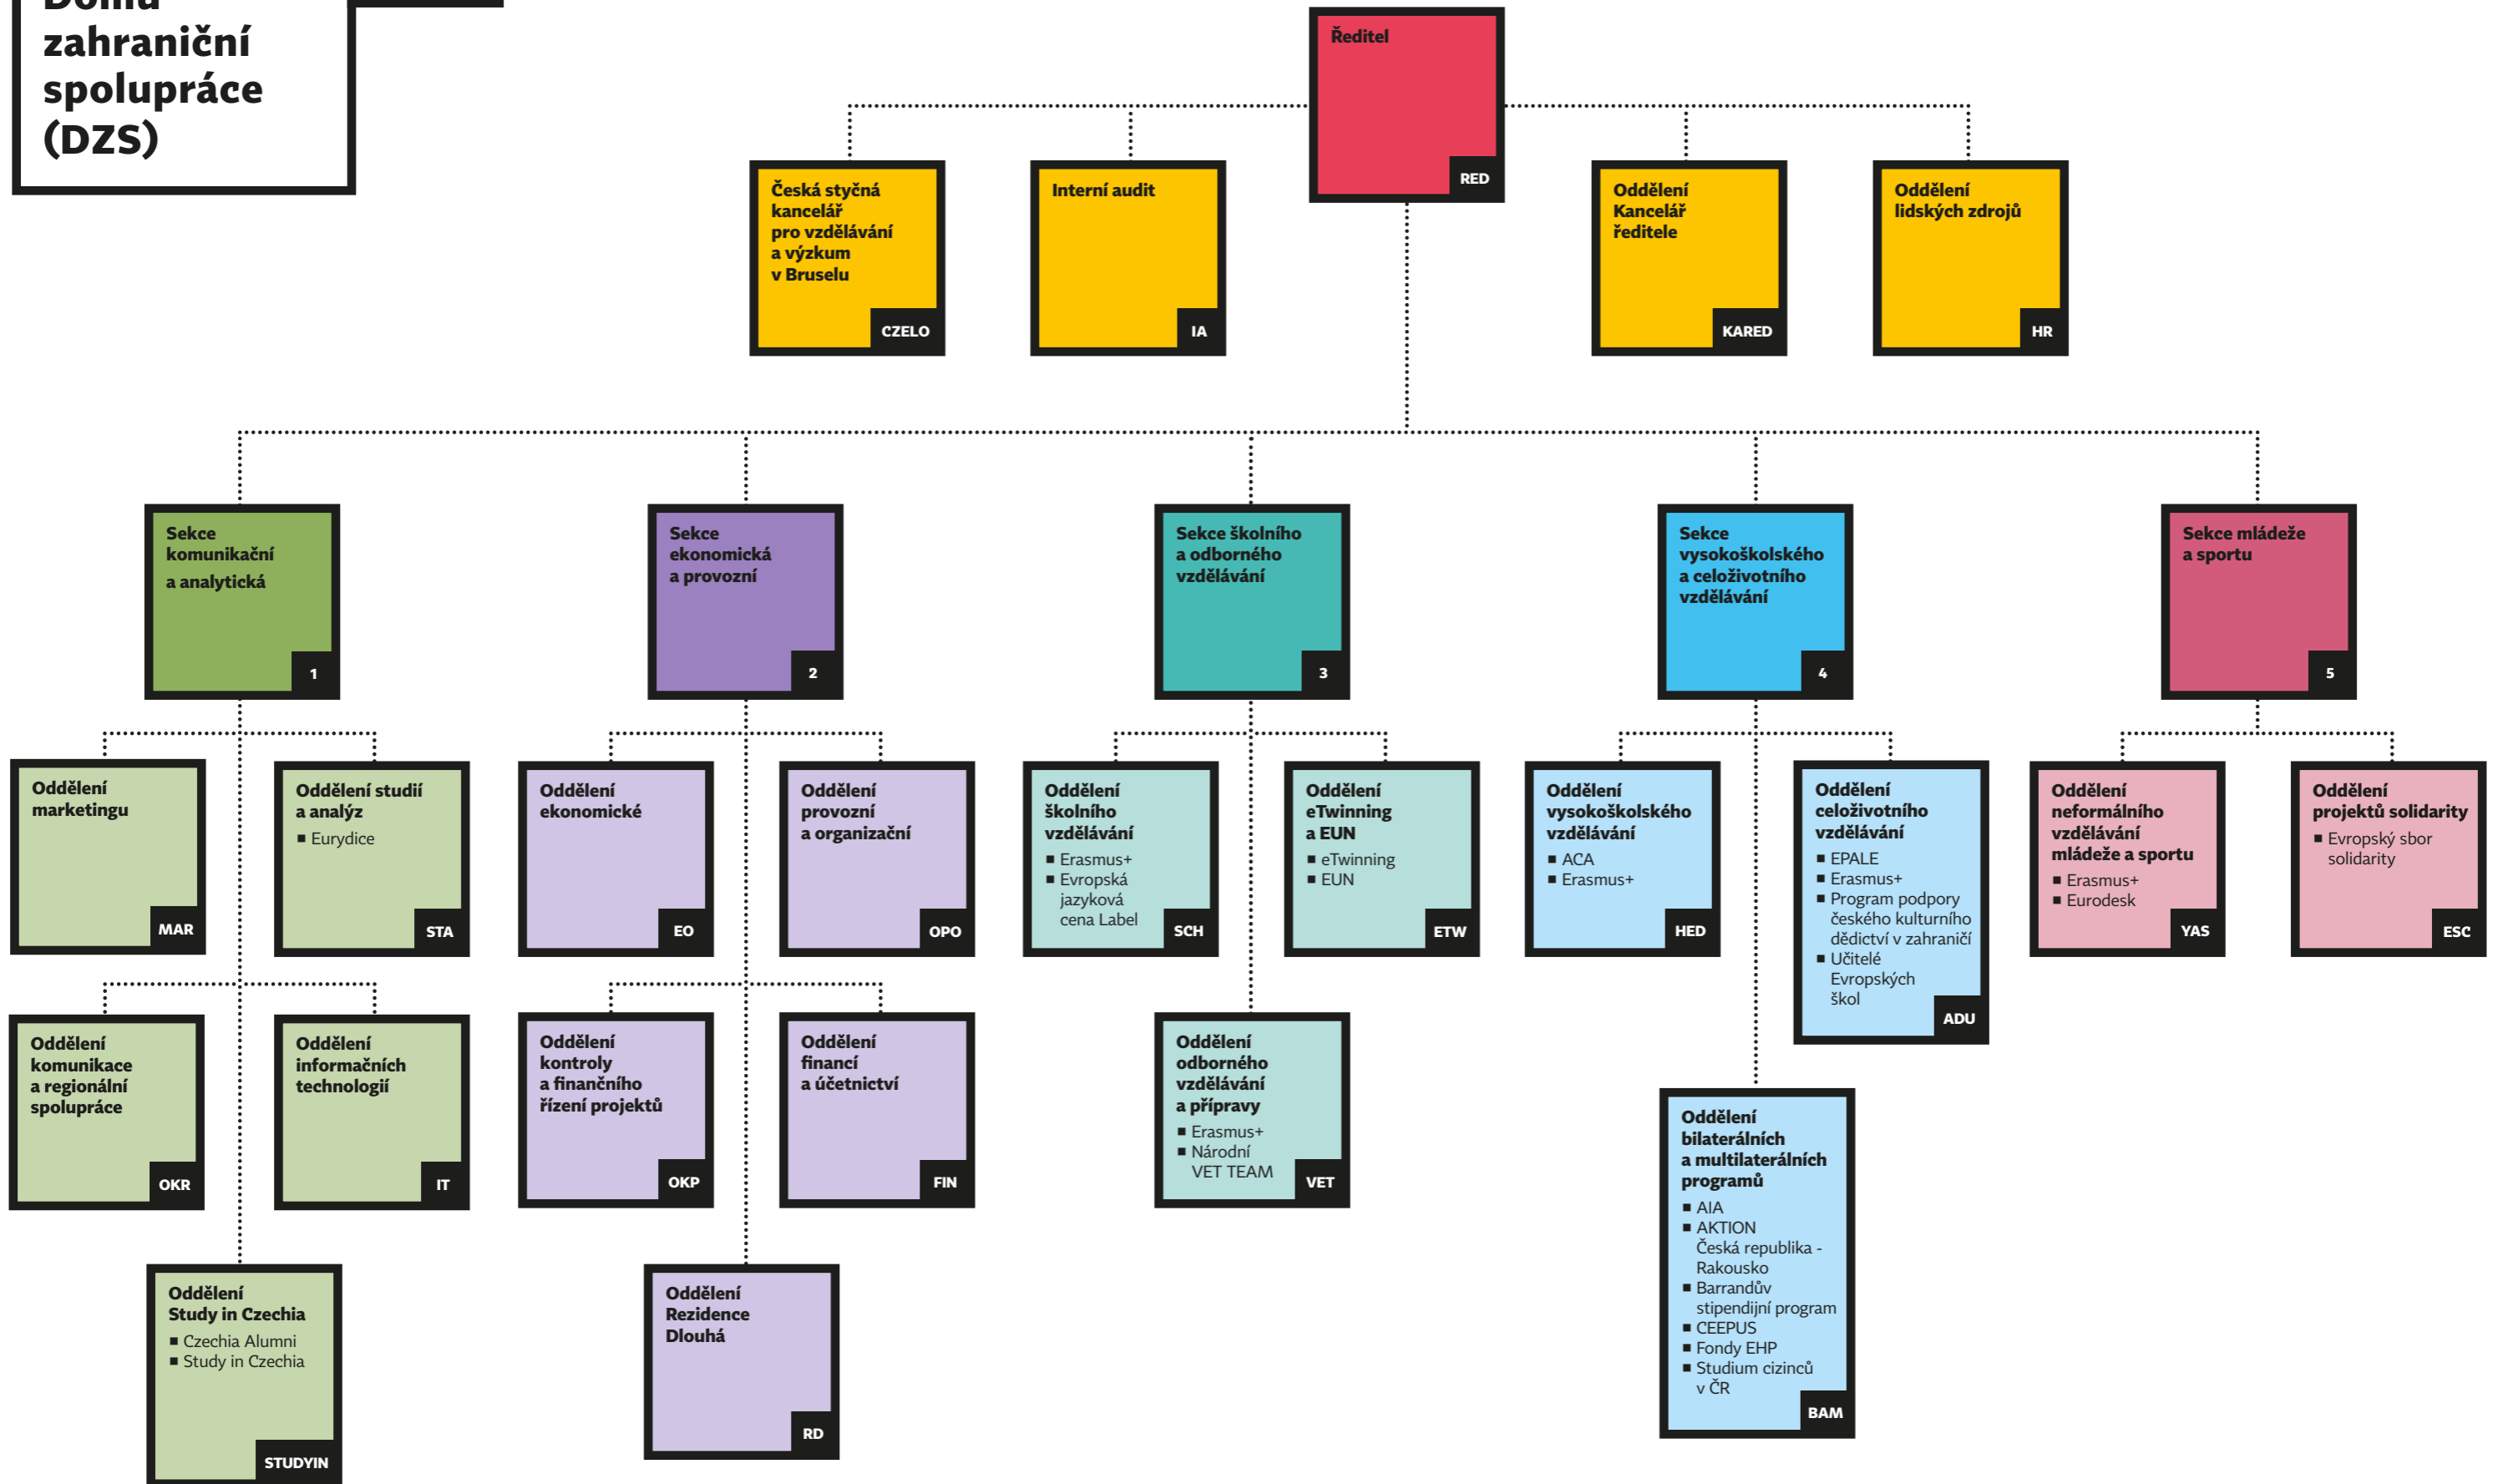 Domu
zahraniční
spolupráce
(DZS)
Ředitel
RED
Česká styčná
kancelář
pro vzdělávání
a výzkum
v Bruselu
CZELO
Interní audit
IA
Oddělení
Kancelář
ředitele
KARED
Oddělení
lidských zdrojů
HR
Sekce
komunikační
a analytická
1
Sekce
ekonomická
a provozní
2
Sekce školního
a odborného
vzdělávání
3
Sekce
vysokoškolského
a celoživotního
vzdělávání
4
Sekce mládeže
a sportu
5
Oddělení
marketingu
MAR
Oddělení studií
a analýz
▪ Eurydice
STA
Oddělení
ekonomické
EO
Oddělení
provozní
a organizační
OPO
Oddělení
školního
vzdělávání
▪ Erasmus+
▪ Evropská
jazyková
cena Label
SCH
Oddělení
eTwinning
a EUN
▪ eTwinning
▪ EUN
ETW
Oddělení
vysokoškolského
vzdělávání
▪ ACA
▪ Erasmus+
HED
Oddělení
celoživotního
vzdělávání
▪ EPALE
▪ Erasmus+
▪ Program podpory
českého kulturního
dědictví v zahraničí
▪ Učitelé
Evropských
škol
ADU
Oddělení
neformálního
vzdělávání
mládeže a sportu
▪ Erasmus+
▪ Eurodesk
YAS
Oddělení
projektů solidarity
▪ Evropský sbor
solidarity
ESC
Oddělení
komunikace
a regionální
spolupráce
OKR
Oddělení
informačních
technologií
IT
Oddělení
kontroly
a finančního
řízení projektů
OKP
Oddělení
financí
a účetnictví
FIN
Oddělení
odborného
vzdělávání
a přípravy
▪ Erasmus+
▪ Národní
VET TEAM
VET
Oddělení
bilaterálních
a multilaterálních
programů
▪ AIA
▪ AKTION
Česká republika -
Rakousko
▪ Barrandův
stipendijní program
▪ CEEPUS
▪ Fondy EHP
▪ Studium cizinců
v ČR
BAM
Oddělení
Study in Czechia
▪ Czechia Alumni
▪ Study in Czechia
STUDYIN
Oddělení
Rezidence
Dlouhá
RD